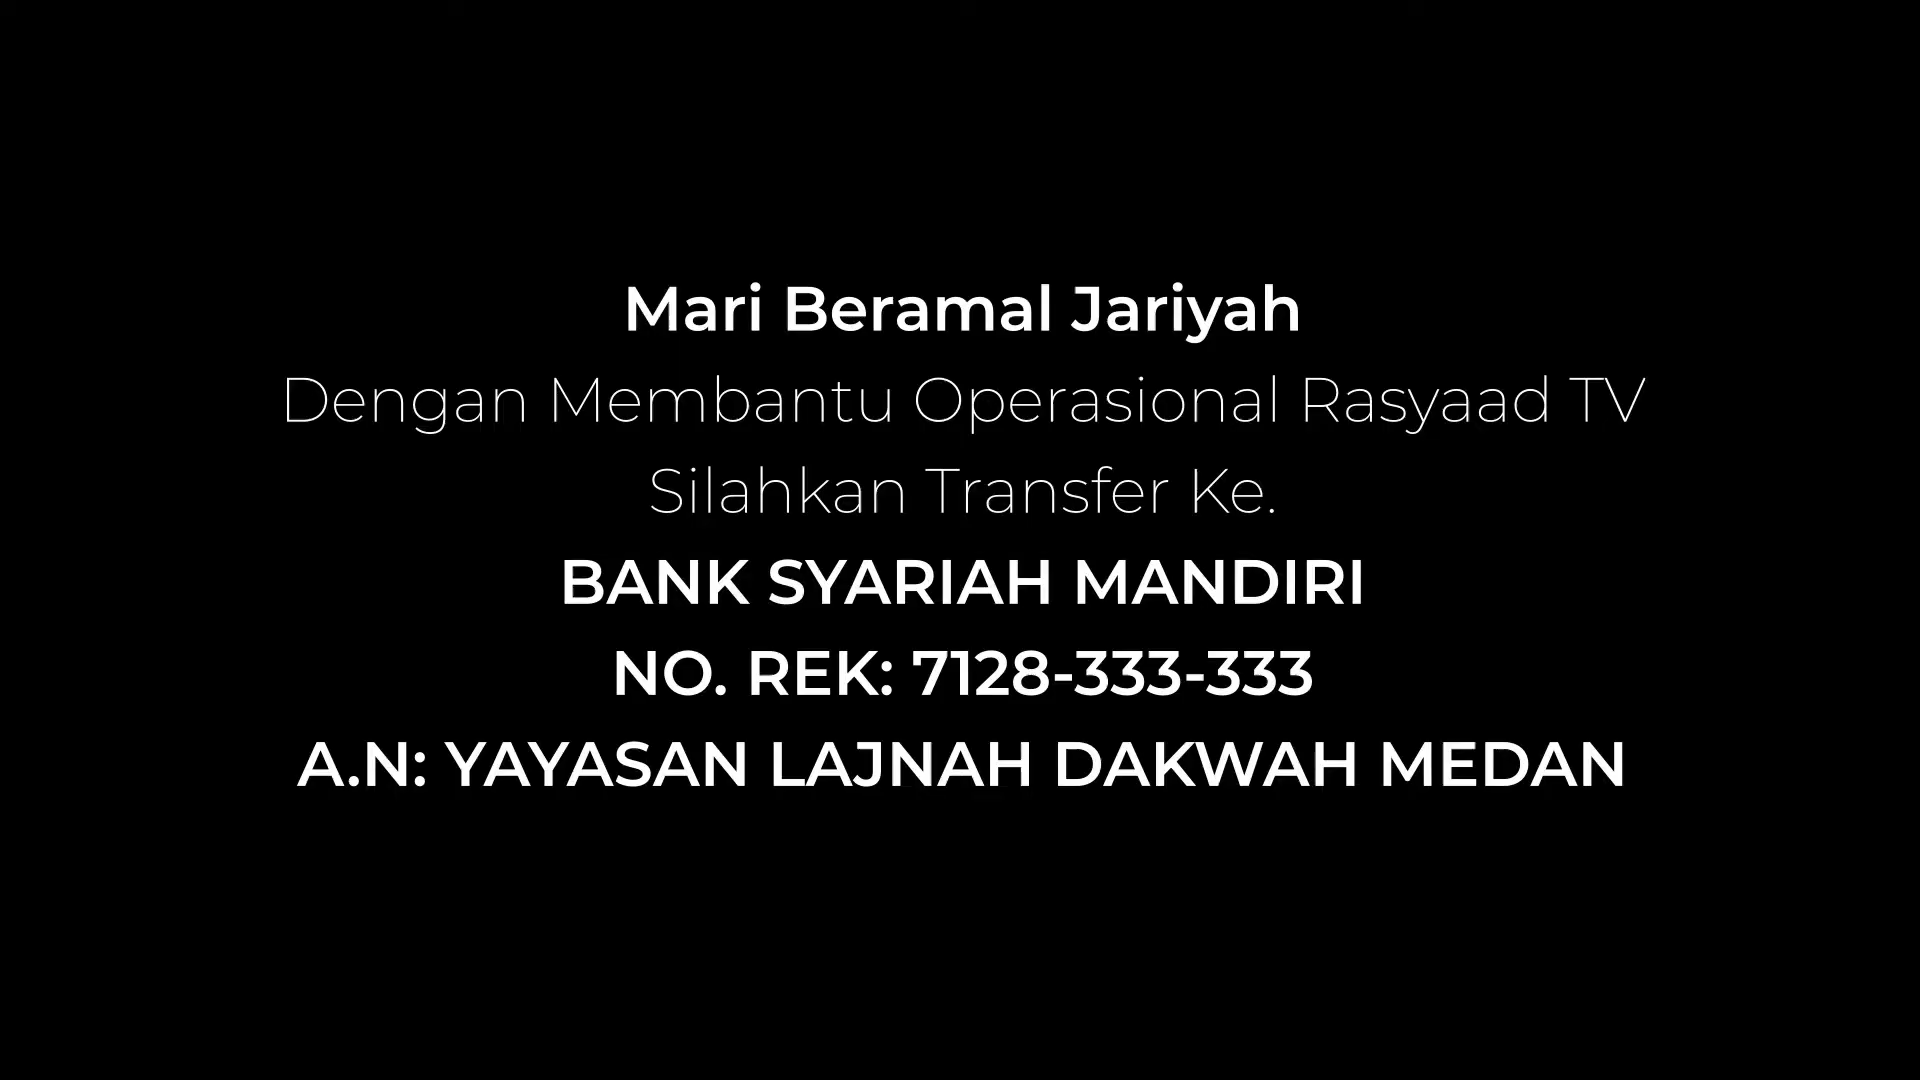 Mari Beramal Jariyah
Dengan Membantu Operasional Rasyaad TV
Silahkan Transfer Ke.
BANK SYARIAH MANDIRI
NO. REK: 7128-333-333
A.N: YAYASAN LAJNAH DAKWAH MEDAN